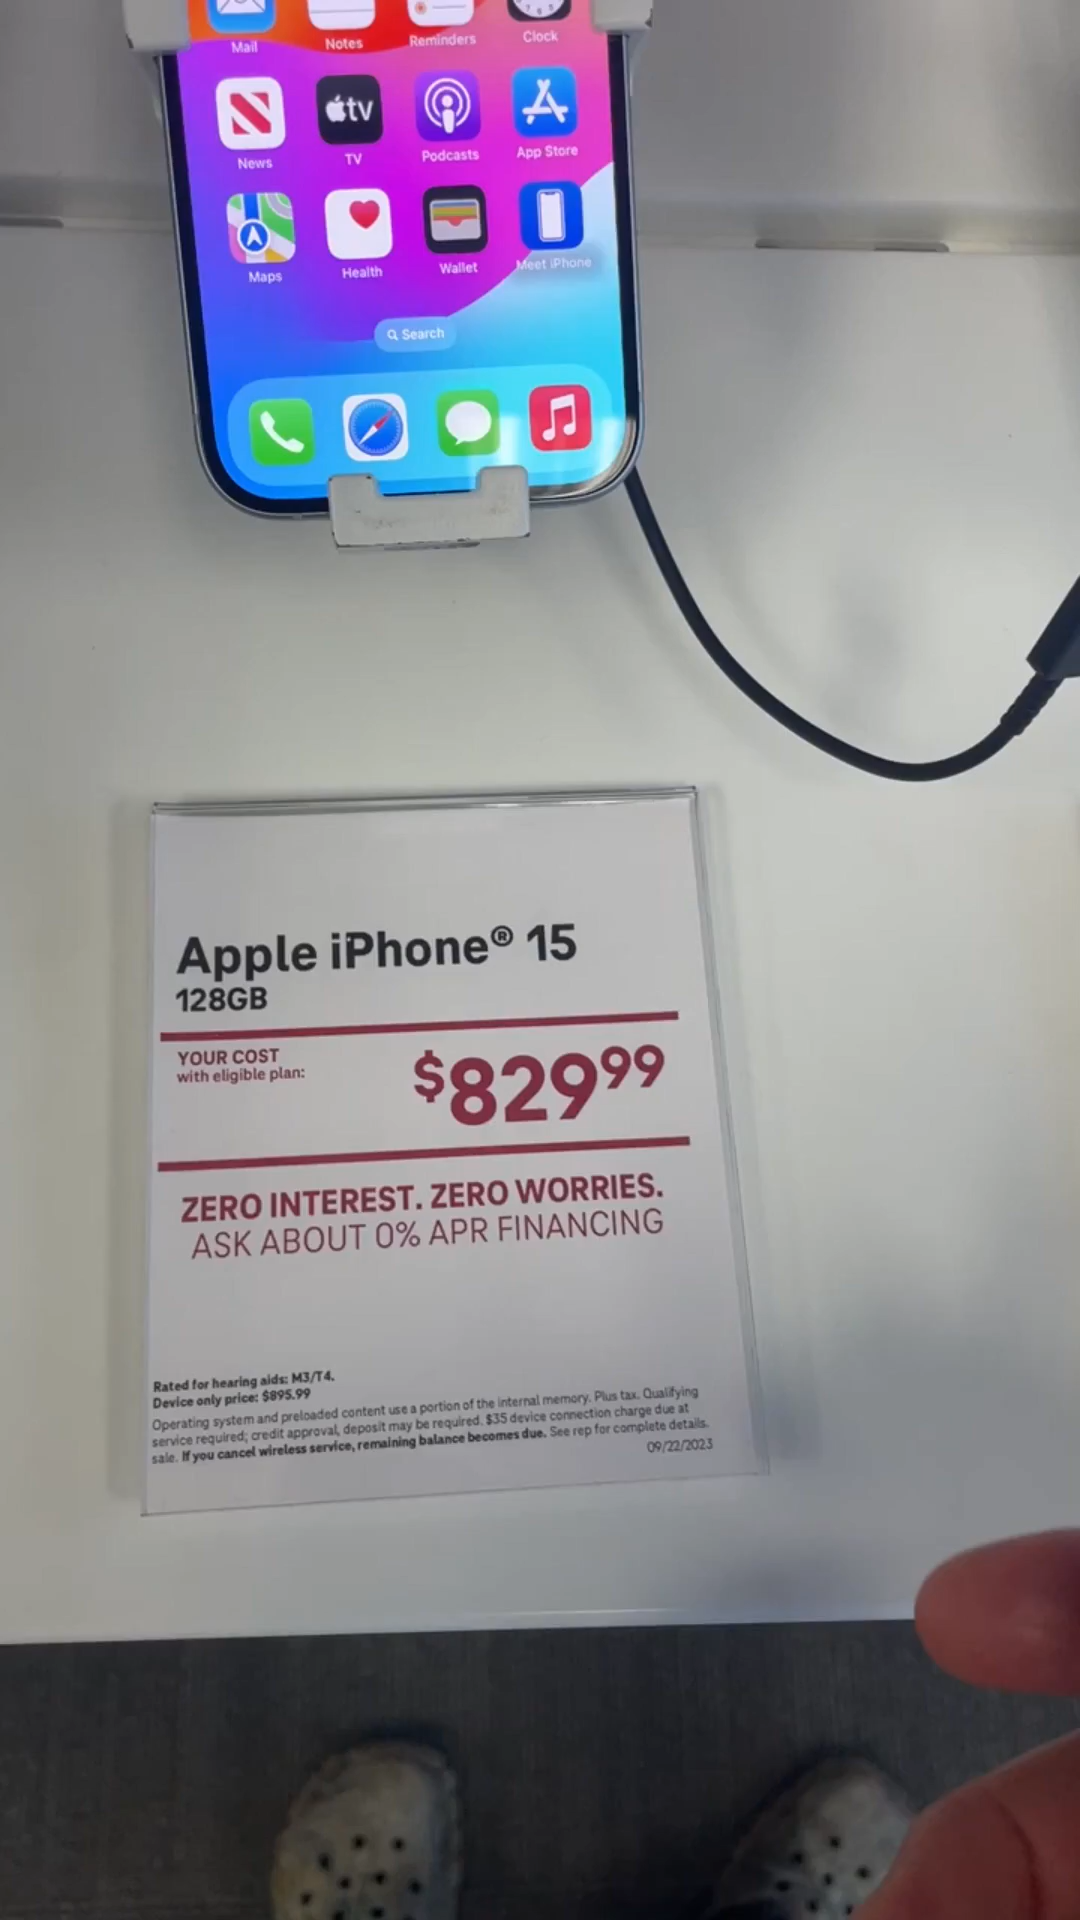 Mail Notes Reminders Clock
News tv TV Podcasts App Store
Maps Health Wallet Meet iPhone
Search
Apple iPhone® 15
128GB
YOUR COST
with eligible plan:
$829.99
ZERO INTEREST. ZERO WORRIES.
ASK ABOUT 0% APR FINANCING
Rated for hearing aids: M3/T4.
Device only price: $895.99
Operating system and preloaded content use a portion of the internal memory. Plus tax. Qualifying
service required; credit approval, deposit may be required. $35 device connection charge due at
sale. If you cancel wireless service, remaining balance becomes due. See rep for complete details.
09/22/2023